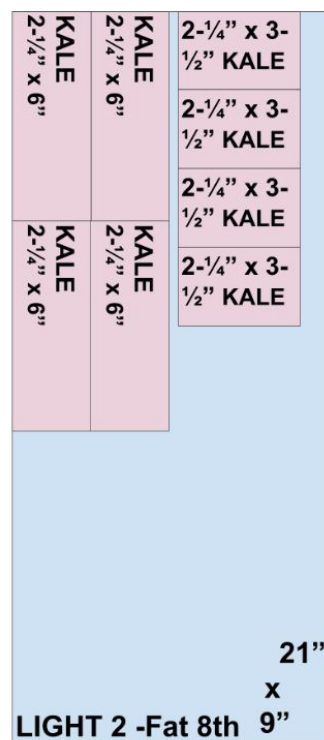 KALE
2-¼” x 6”
KALE
2-¼” x 6”
2-¼” x 3-
½” KALE
2-¼” x 3-
½” KALE
2-¼” x 3-
½” KALE
2-¼” x 3-
½” KALE
KALE
2-¼” x 6”
KALE
2-¼” x 6”
21”
x
LIGHT 2 -Fat 8th 9”